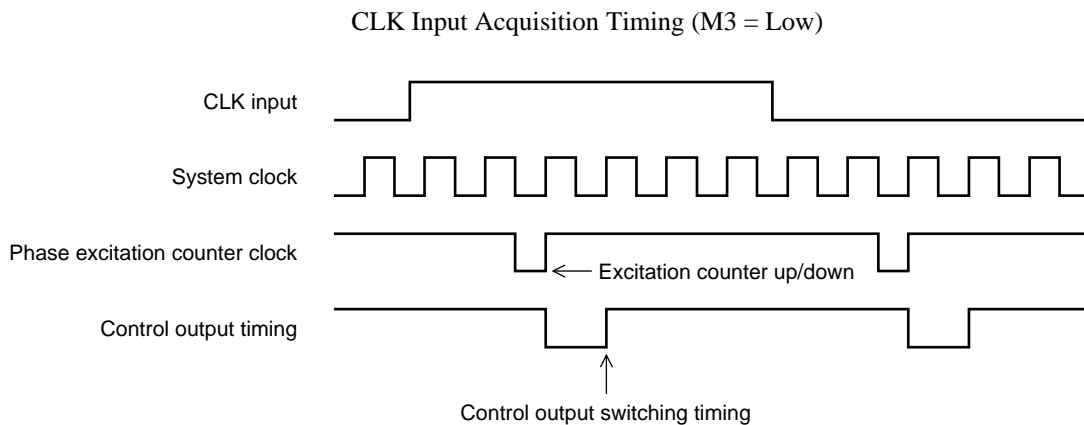 CLK Input Acquisition Timing (M3 = Low)
CLK input
System clock
Phase excitation counter clock
Excitation counter up/down
Control output timing
Control output switching timing